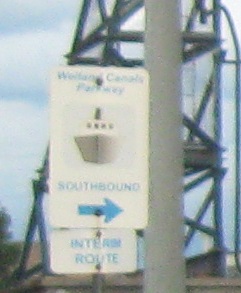 Welland Canals
Parkway
SOUTHBOUND
INTERIM
ROUTE